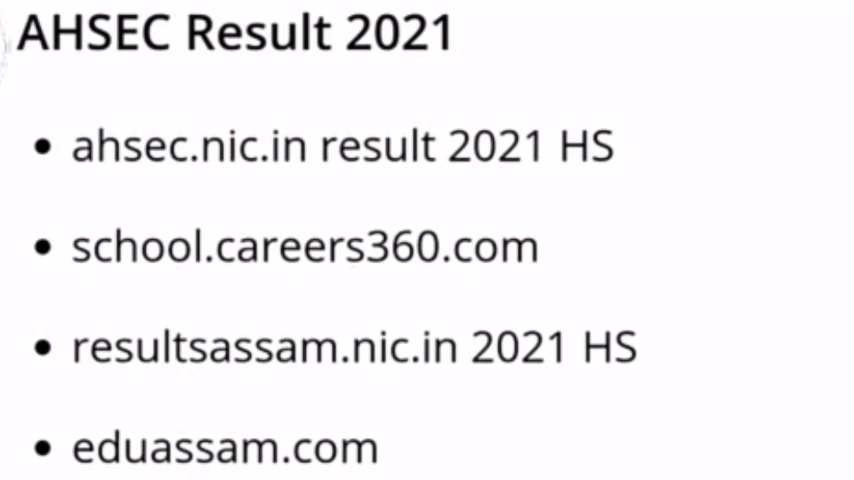 AHSEC Result 2021
• ahsec.nic.in result 2021 HS
• school.careers360.com
• resultsassam.nic.in 2021 HS
• eduassam.com